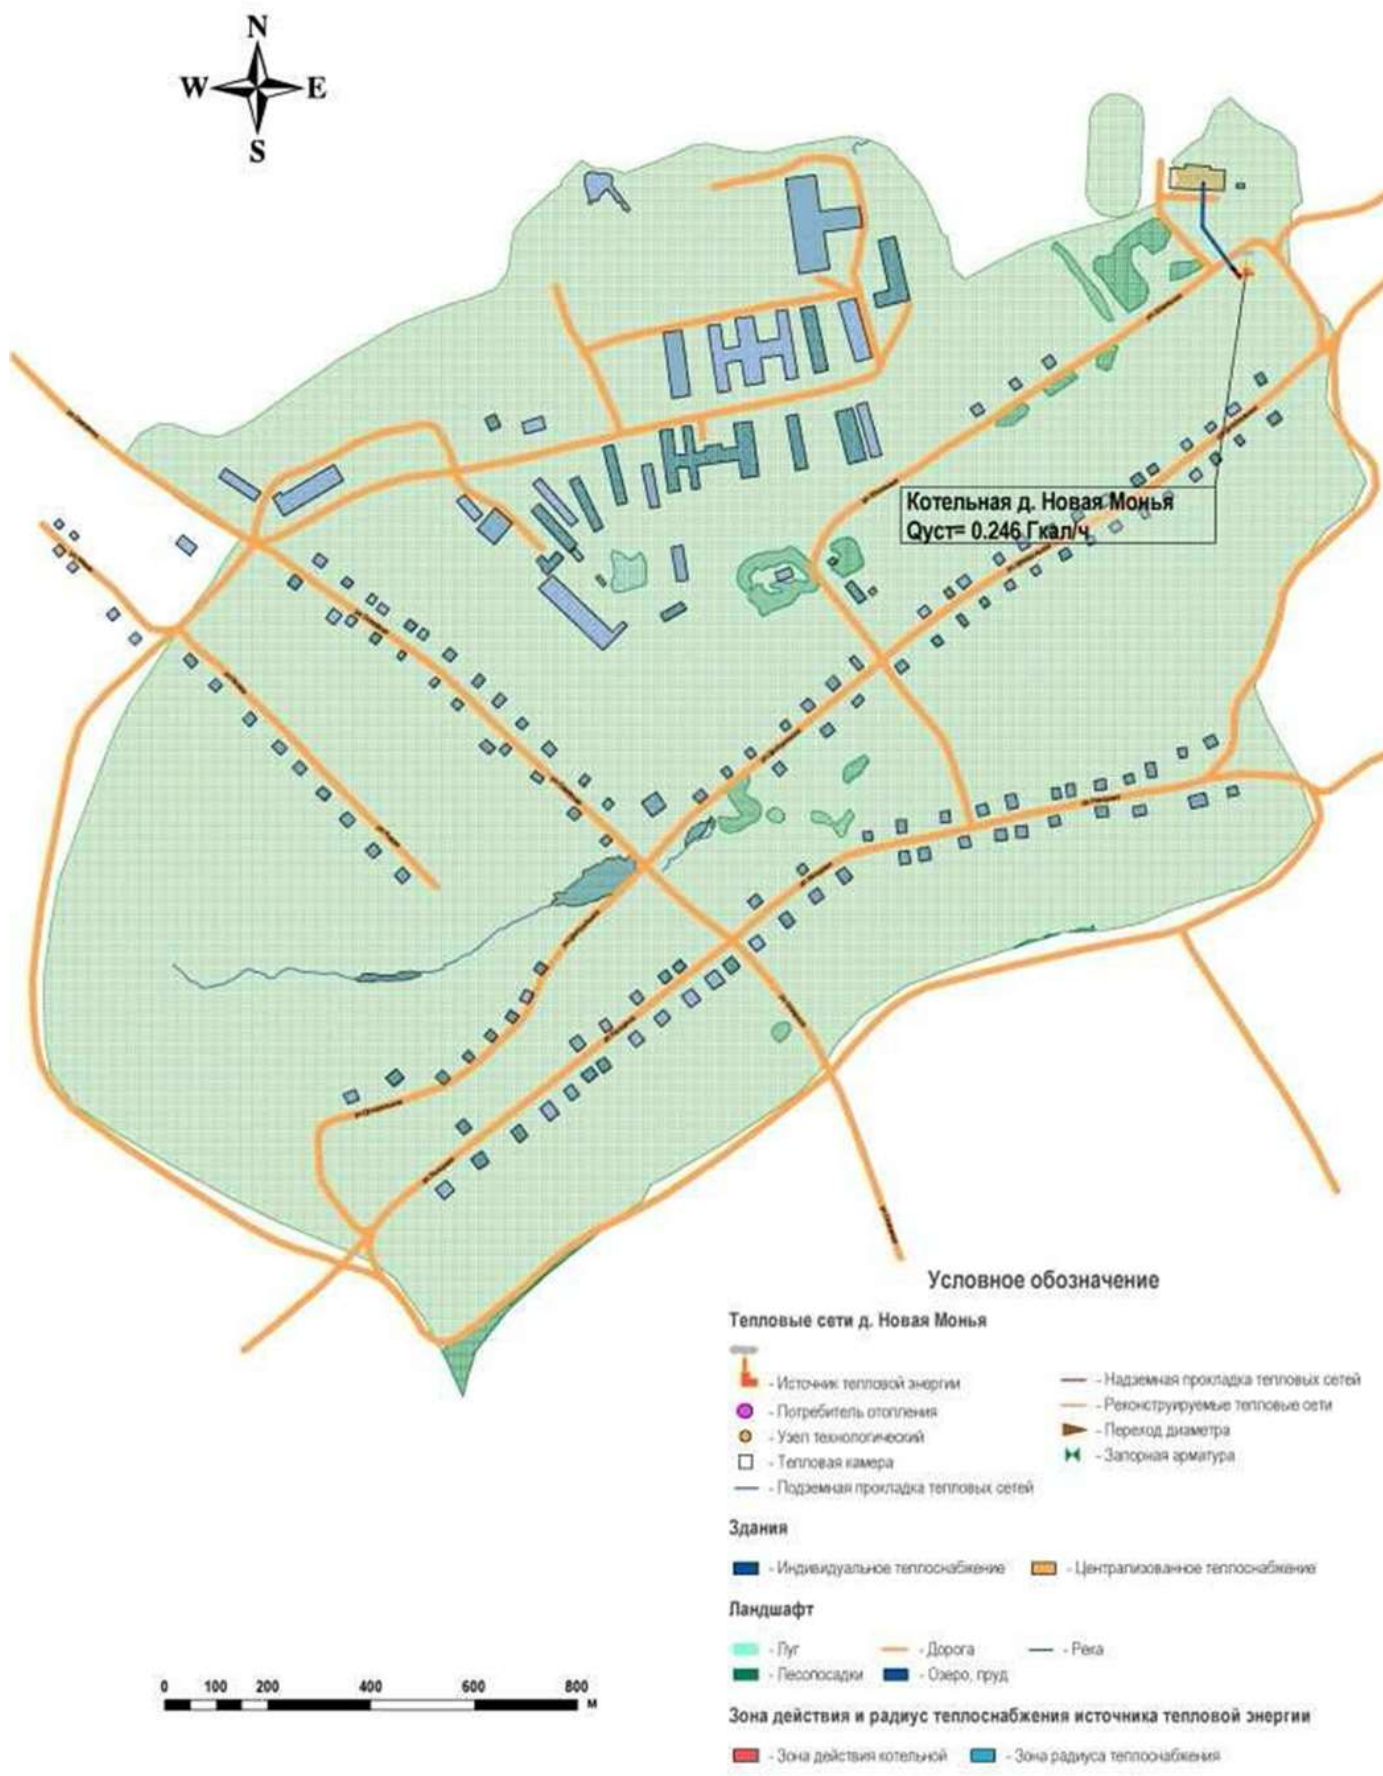 N
W E
S
Котельная д. Новая Монья
Qуст= 0.246 Гкал/ч
Условное обозначение
Тепловые сети д. Новая Монья
- Источник тепловой энергии
- Надземная прокладка тепловых сетей
- Потребитель отопления
- Реконструируемые тепловые сети
- Узел технологический
- Переход диаметра
- Тепловая камера
- Запорная арматура
- Подземная прокладка тепловых сетей
Здания
- Индивидуальное теплоснабжение
- Централизованное теплоснабжение
Ландшафт
- Луг
- Дорога
- Река
- Лесопосадки
- Озеро, пруд
Зона действия и радиус теплоснабжения источника тепловой энергии
- Зона действия котельной
- Зона радиуса теплоснабжения
0 100 200 400 600 800
м